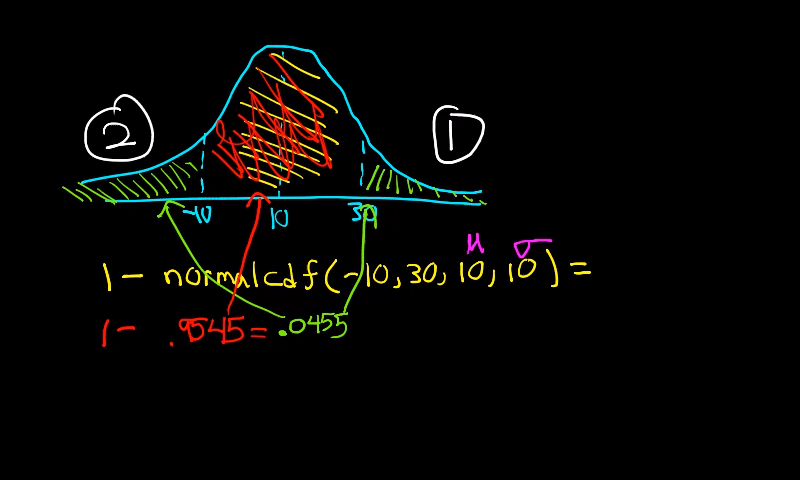 2
1
-10 10 30
μ σ
1 - normalcdf(-10,30,10,10) =
1 - .9545 = .0455